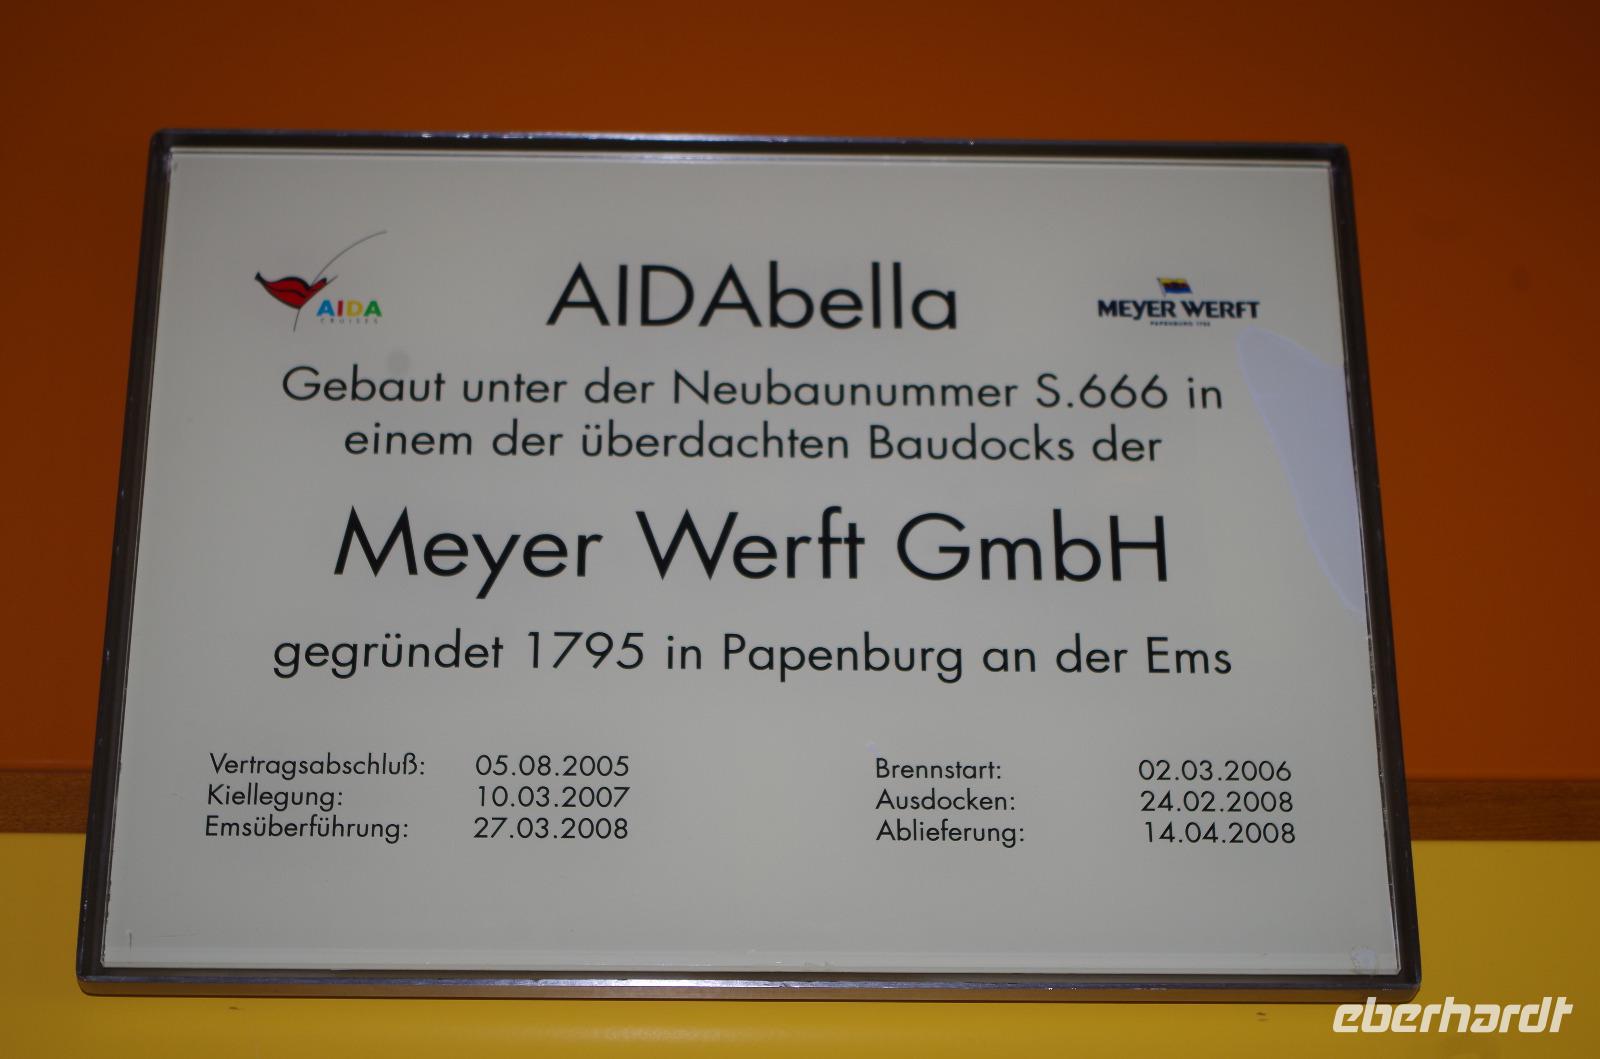 AIDA
CRUISES
AIDAbella
MEYER WERFT
PAPENBURG 1795
Gebaut unter der Neubaunummer S.666 in
einem der überdachten Baudocks der
Meyer Werft GmbH
gegründet 1795 in Papenburg an der Ems
Vertragsabschluß: 05.08.2005
Kiellegung: 10.03.2007
Emsüberführung: 27.03.2008
Brennstart: 02.03.2006
Ausdocken: 24.02.2008
Ablieferung: 14.04.2008
eberhardt